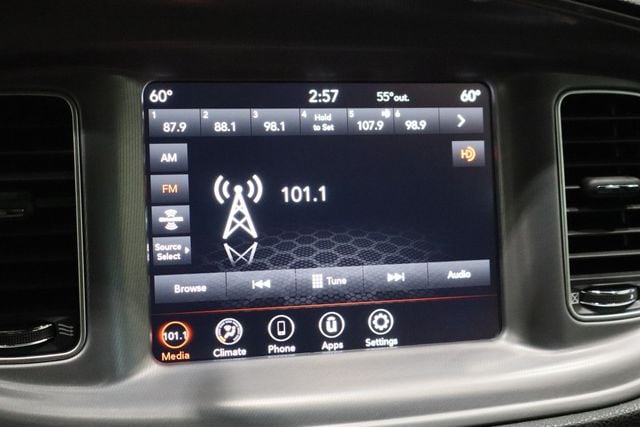 60° 2:57 55° out. 60°
1 87.9 2 88.1 3 98.1 4 Hold to Set 5 107.9 6 98.9
AM
FM
101.1
Source
Select
Browse Tune Audio
101.1
Media Climate Phone Apps Settings